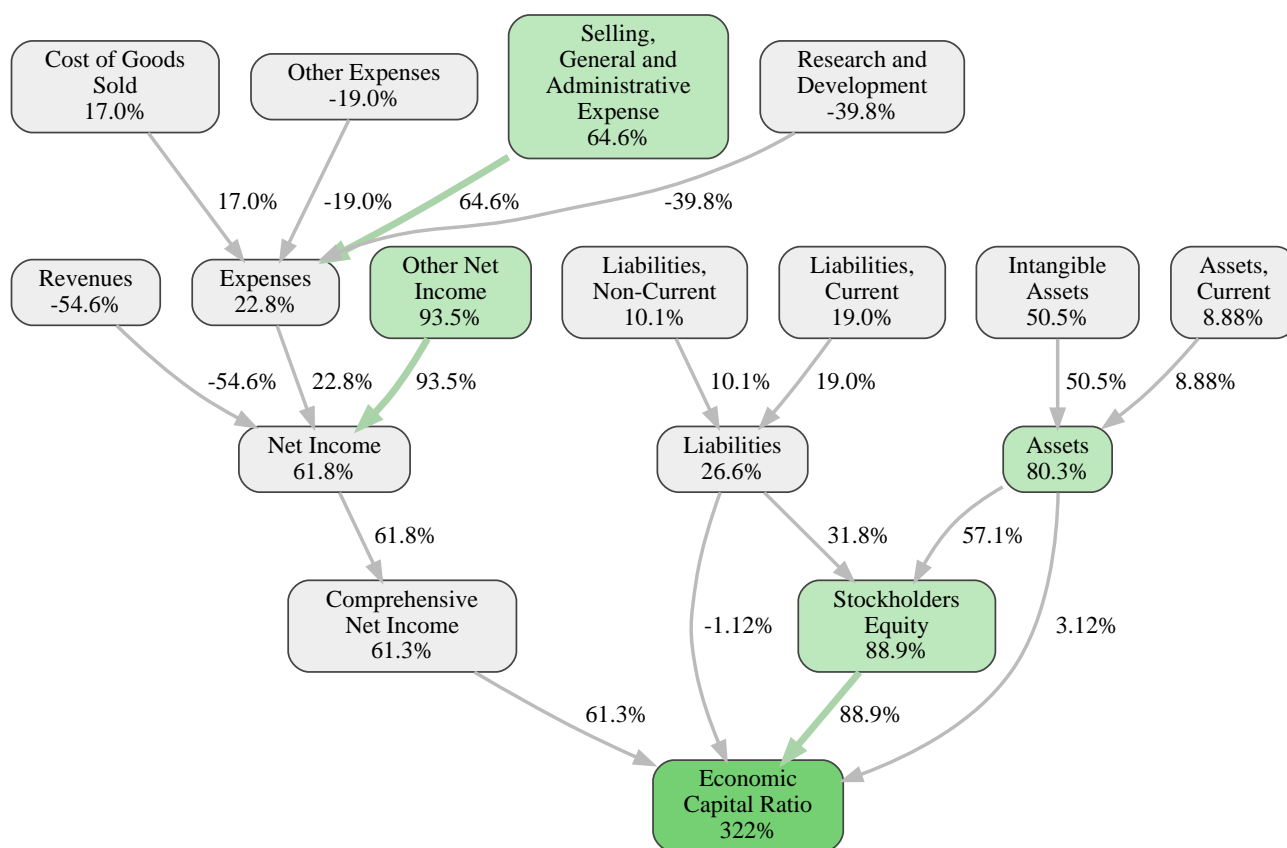 Cost of Goods
Sold
17.0%
Other Expenses
-19.0%
Selling,
General and
Administrative
Expense
64.6%
Research and
Development
-39.8%
17.0%
-19.0%
64.6%
-39.8%
Revenues
-54.6%
Expenses
22.8%
Other Net
Income
93.5%
Liabilities,
Non-Current
10.1%
Liabilities,
Current
19.0%
Intangible
Assets
50.5%
Assets,
Current
8.88%
-54.6%
22.8%
93.5%
10.1%
19.0%
50.5%
8.88%
Net Income
61.8%
Liabilities
26.6%
Assets
80.3%
61.8%
31.8%
57.1%
Comprehensive
Net Income
61.3%
-1.12%
Stockholders
Equity
88.9%
3.12%
61.3%
88.9%
Economic
Capital Ratio
322%